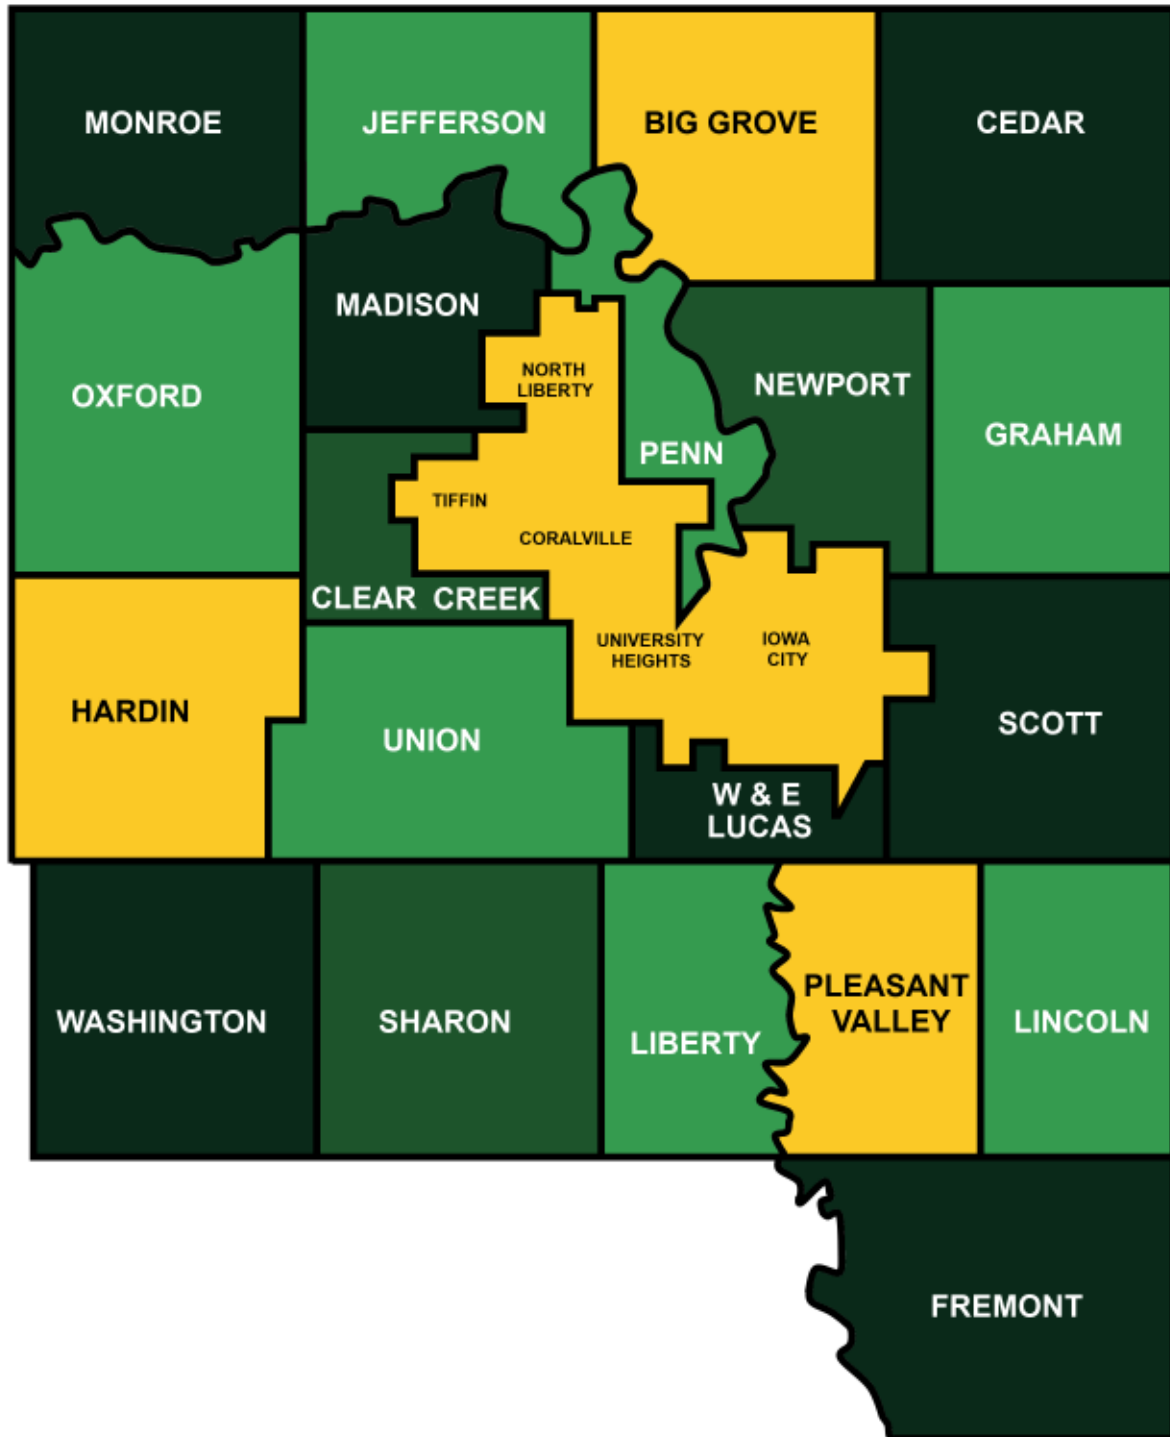 MONROE
JEFFERSON
BIG GROVE
CEDAR
MADISON
OXFORD
NORTH
LIBERTY
NEWPORT
GRAHAM
PENN
TIFFIN
CORALVILLE
CLEAR CREEK
UNIVERSITY
HEIGHTS
IOWA
CITY
HARDIN
UNION
SCOTT
W & E
LUCAS
WASHINGTON
SHARON
LIBERTY
PLEASANT
VALLEY
LINCOLN
FREMONT